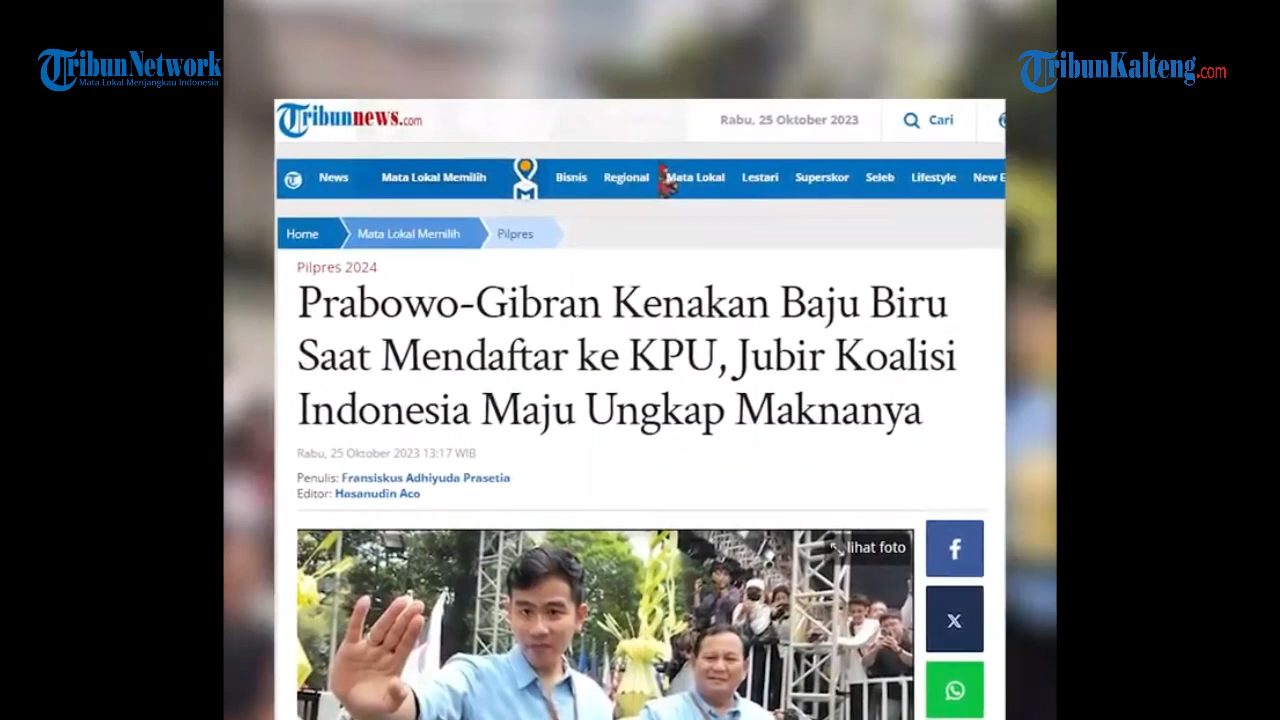 TribunNetwork
Mata Lokal Menjangkau Indonesia
TribunKalteng.com
Tribunnews.com
Rabu, 25 Oktober 2023
Cari
News
Mata Lokal Memilih
Bisnis
Regional
Mata Lokal
Lestari
Superskor
Seleb
Lifestyle
New E
Home
Mata Lokal Memilih
Pilpres
Pilpres 2024
Prabowo-Gibran Kenakan Baju Biru
Saat Mendaftar ke KPU, Jubir Koalisi
Indonesia Maju Ungkap Maknanya
Rabu, 25 Oktober 2023 13:17 WIB
Penulis: Fransiskus Adhiyuda Prasetia
Editor: Hasanudin Aco
lihat foto